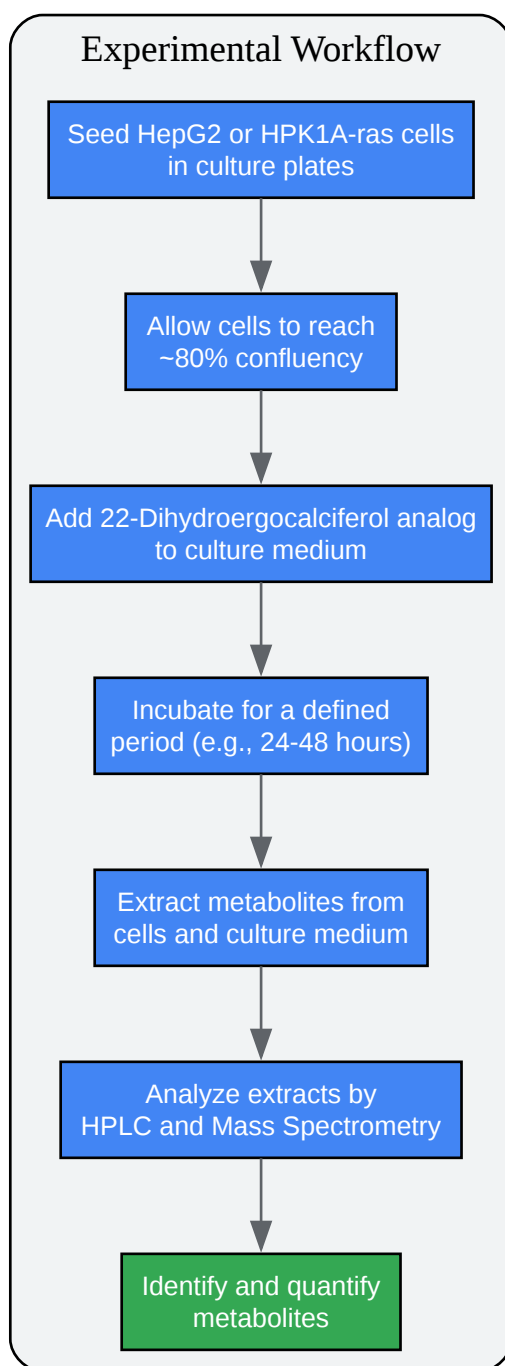 Experimental Workflow
Seed HepG2 or HPK1A-ras cells
in culture plates
Allow cells to reach
~80% confluency
Add 22-Dihydroergocalciferol analog
to culture medium
Incubate for a defined
period (e.g., 24-48 hours)
Extract metabolites from
cells and culture medium
Analyze extracts by
HPLC and Mass Spectrometry
Identify and quantify
metabolites